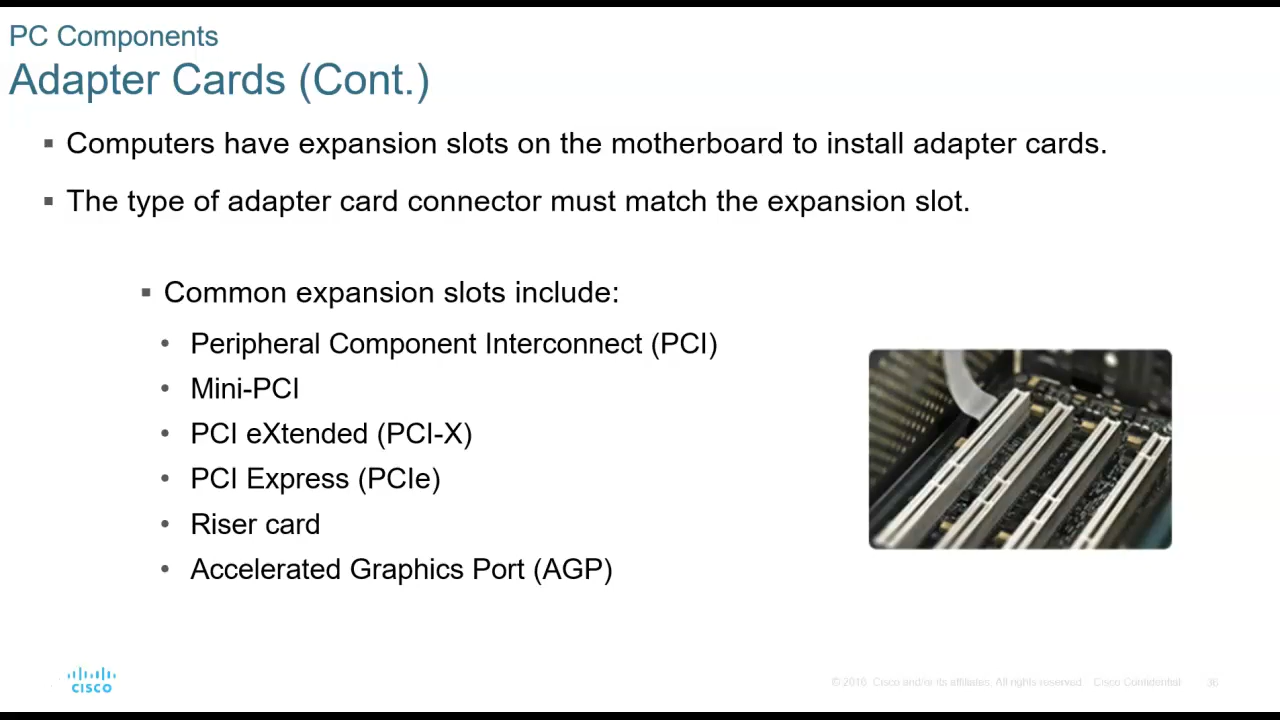 PC Components
Adapter Cards (Cont.)
▪ Computers have expansion slots on the motherboard to install adapter cards.
▪ The type of adapter card connector must match the expansion slot.
▪ Common expansion slots include:
• Peripheral Component Interconnect (PCI)
• Mini-PCI
• PCI eXtended (PCI-X)
• PCI Express (PCIe)
• Riser card
• Accelerated Graphics Port (AGP)
CISCO
© 2016 Cisco and/or its affiliates. All rights reserved. Cisco Confidential 36